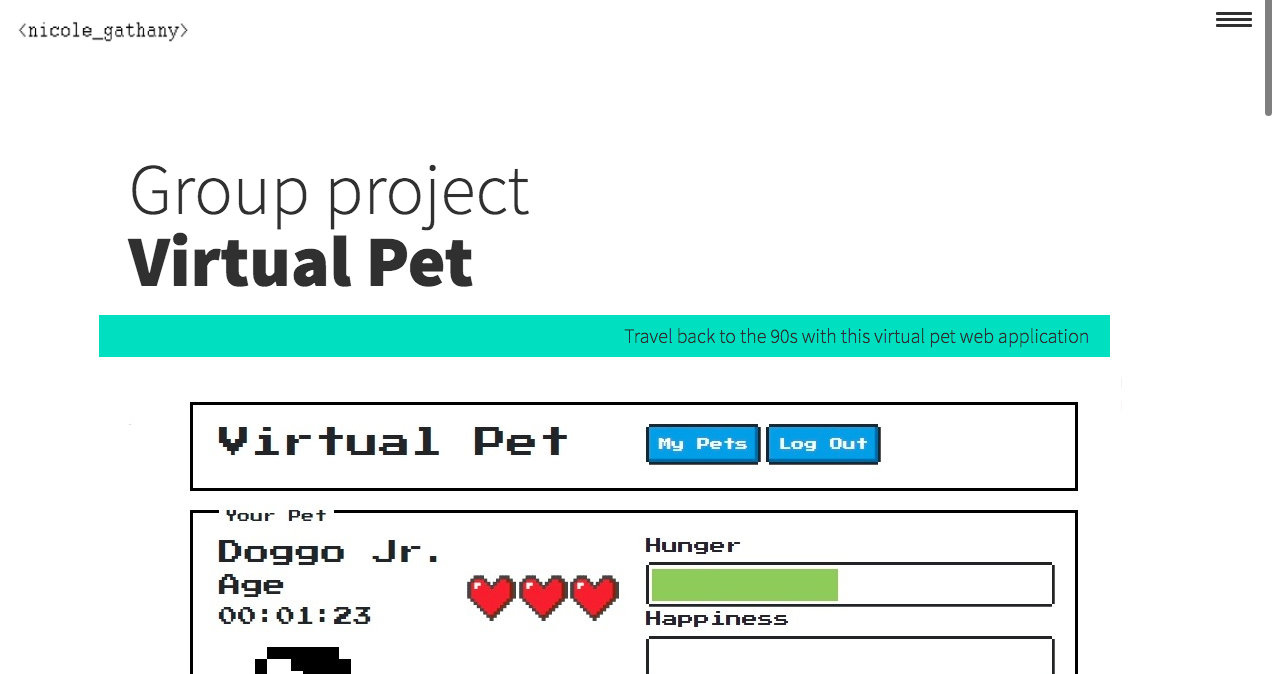 <nicole_gathany>
Group project
Virtual Pet
Travel back to the 90s with this virtual pet web application
Virtual Pet
My Pets
Log Out
Your Pet
Doggo Jr.
Age
00:01:23
Hunger
Happiness